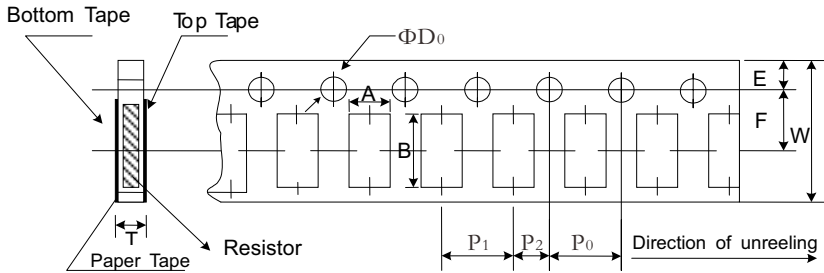 Bottom Tape
Top Tape
ΦD0
A
B
E
F
W
T
Resistor
Paper Tape
P1
P2
P0
Direction of unreeling